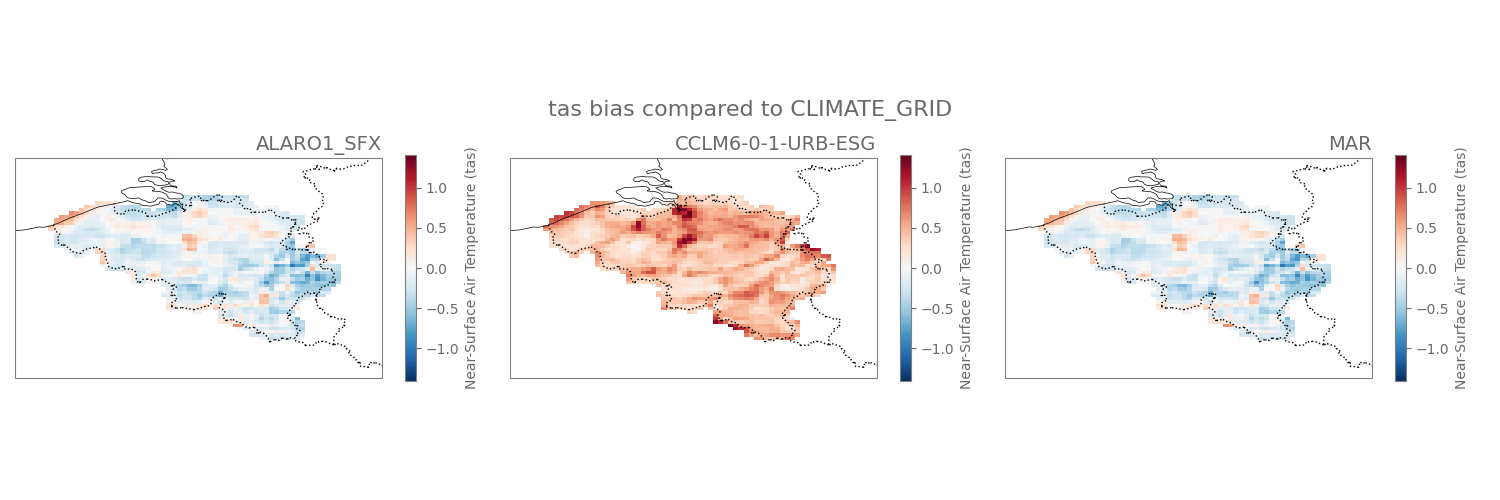 tas bias compared to CLIMATE_GRID
ALARO1_SFX
1.0
0.5
0.0
−0.5
−1.0
Near-Surface Air Temperature (tas)
CCLM6-0-1-URB-ESG
1.0
0.5
0.0
−0.5
−1.0
Near-Surface Air Temperature (tas)
MAR
1.0
0.5
0.0
−0.5
−1.0
Near-Surface Air Temperature (tas)